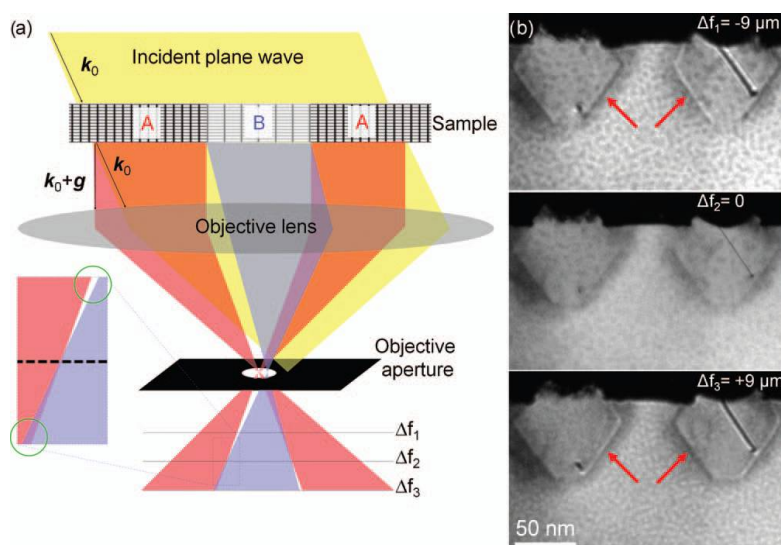 (a)
k₀
Incident plane wave
A
B
A
Sample
k₀
k₀+g
Objective lens
Objective
aperture
x
Δf₁
Δf₂
Δf₃
(b)
Δf₁= -9 µm
Δf₂= 0
Δf₃= +9 µm
50 nm